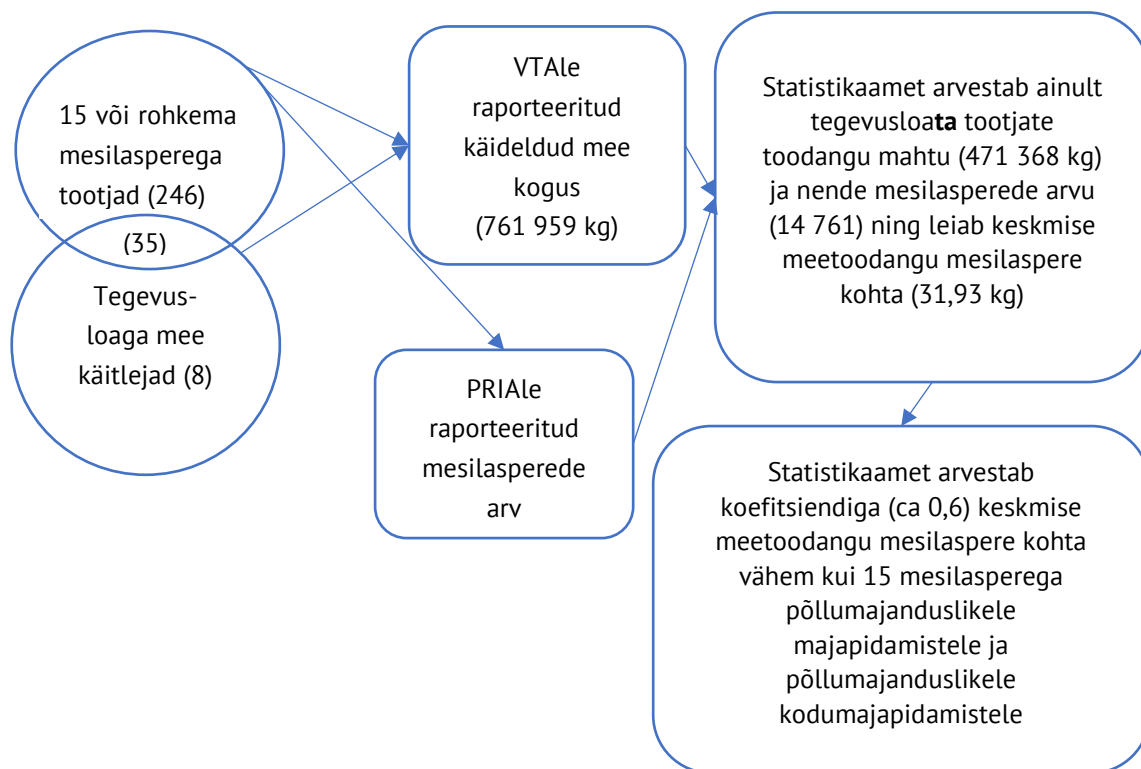 15 või rohkema
mesilasperega
tootjad (246)
(35)
Tegevus-
loaga mee
käitlejad (8)
VTAle
raporteeritud
käideldud mee
kogus
(761 959 kg)
PRIAle
raporteeritud
mesilasperede
arv
Statistikaamet arvestab ainult
tegevusloata tootjate
toodangu mahtu (471 368 kg)
ja nende mesilasperede arvu
(14 761) ning leiab keskmise
meetoodangu mesilaspere
kohta (31,93 kg)
Statistikaamet arvestab
koefitsiendiga (ca 0,6) keskmise
meetoodangu mesilaspere kohta
vähem kui 15 mesilasperega
põllumajanduslikele
majapidamistele ja
põllumajanduslikele
kodumajapidamistele